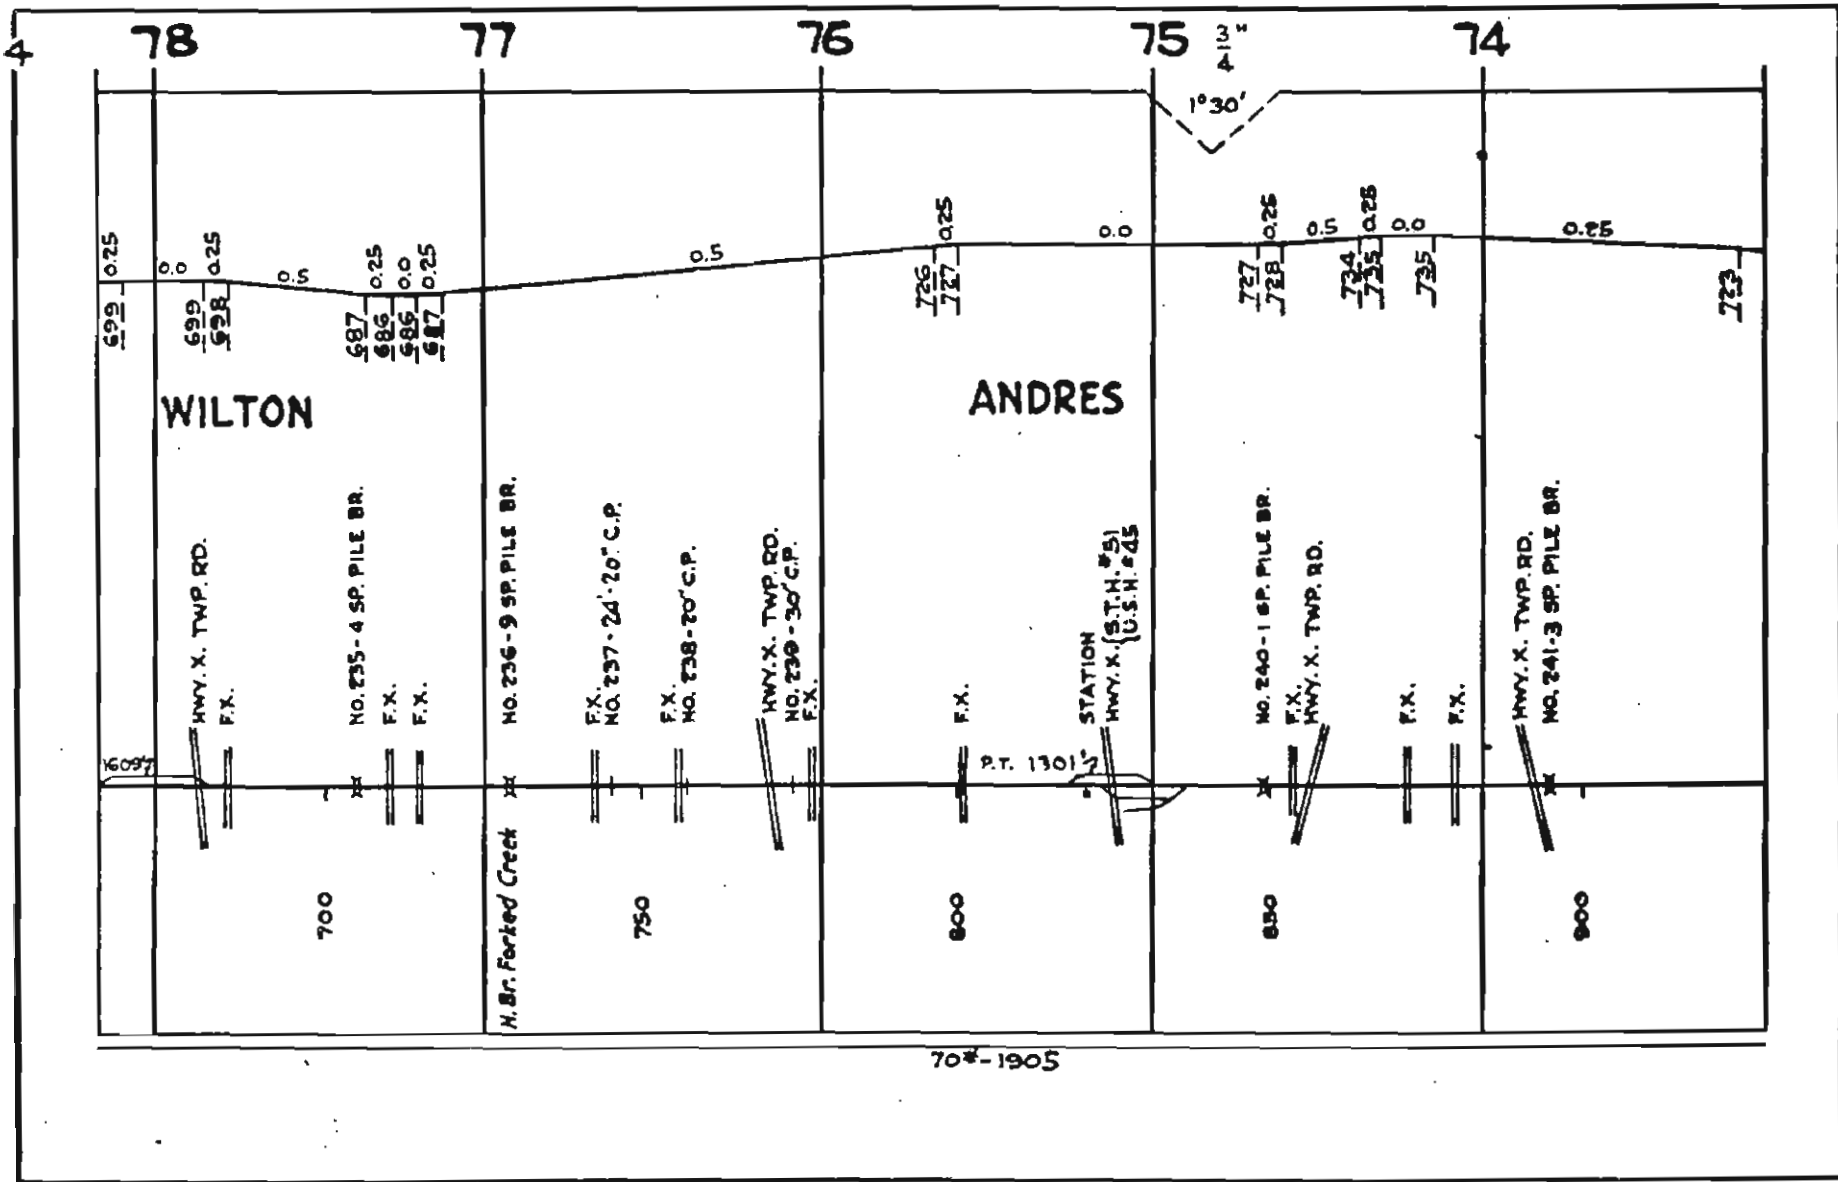 4
78
77
76
75
3"
4
74
1°30'
0.25
0.0
0.25
0.5
0.25
0.0
0.25
0.5
0.25
0.0
0.25
0.5
0.25
0.0
0.25
699
699
698
687
686
686
687
726
727
727
728
734
735
735
723
WILTON
ANDRES
HWY. X. TWP. RD.
F.X.
NO. 235-4 SP. PILE BR.
F.X.
F.X.
NO. 236-9 SP. PILE BR.
F.X.
NO. 237-24'-20" C.P.
F.X.
NO. 238-20" C.P.
HWY. X. TWP. RD.
NO. 239-30" C.P.
F.X.
F.X.
STATION
HWY. X. {S.T.H. #51
{U.S.H. #45
NO. 240-1 SP. PILE BR.
F.X.
HWY. X. TWP. RD.
F.X.
F.X.
HWY. X. TWP. RD.
NO. 241-3 SP. PILE BR.
P.T. 1301'
N. Br. Forked Creek
700
750
800
850
900
70#-1905